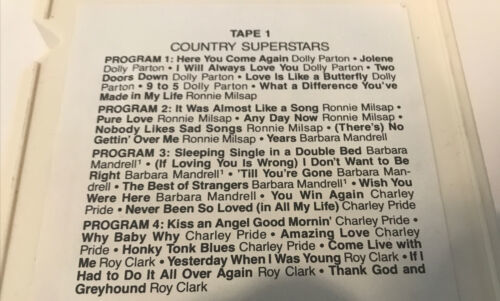 TAPE 1
COUNTRY SUPERSTARS
PROGRAM 1: Here You Come Again Dolly Parton • Jolene
Dolly Parton • I Will Always Love You Dolly Parton • Two
Doors Down Dolly Parton • Love Is Like a Butterfly Dolly
Parton • 9 to 5 Dolly Parton • What a Difference You've
Made in My Life Ronnie Milsap
PROGRAM 2: It Was Almost Like a Song Ronnie Milsap •
Pure Love Ronnie Milsap • Any Day Now Ronnie Milsap •
Nobody Likes Sad Songs Ronnie Milsap • (There's) No
Gettin' Over Me Ronnie Milsap • Years Barbara Mandrell
PROGRAM 3: Sleeping Single in a Double Bed Barbara
Mandrell¹ • (If Loving You Is Wrong) I Don't Want to Be
Right Barbara Mandrell¹ • 'Till You're Gone Barbara Man-
drell • The Best of Strangers Barbara Mandrell¹ • Wish You
Were Here Barbara Mandrell • You Win Again Charley
Pride • Never Been So Loved (in All My Life) Charley Pride
PROGRAM 4: Kiss an Angel Good Mornin' Charley Pride •
Why Baby Why Charley Pride • Amazing Love Charley
Pride • Honky Tonk Blues Charley Pride • Come Live with
Me Roy Clark • Yesterday When I Was Young Roy Clark • If I
Had to Do It All Over Again Roy Clark • Thank God and
Greyhound Roy Clark